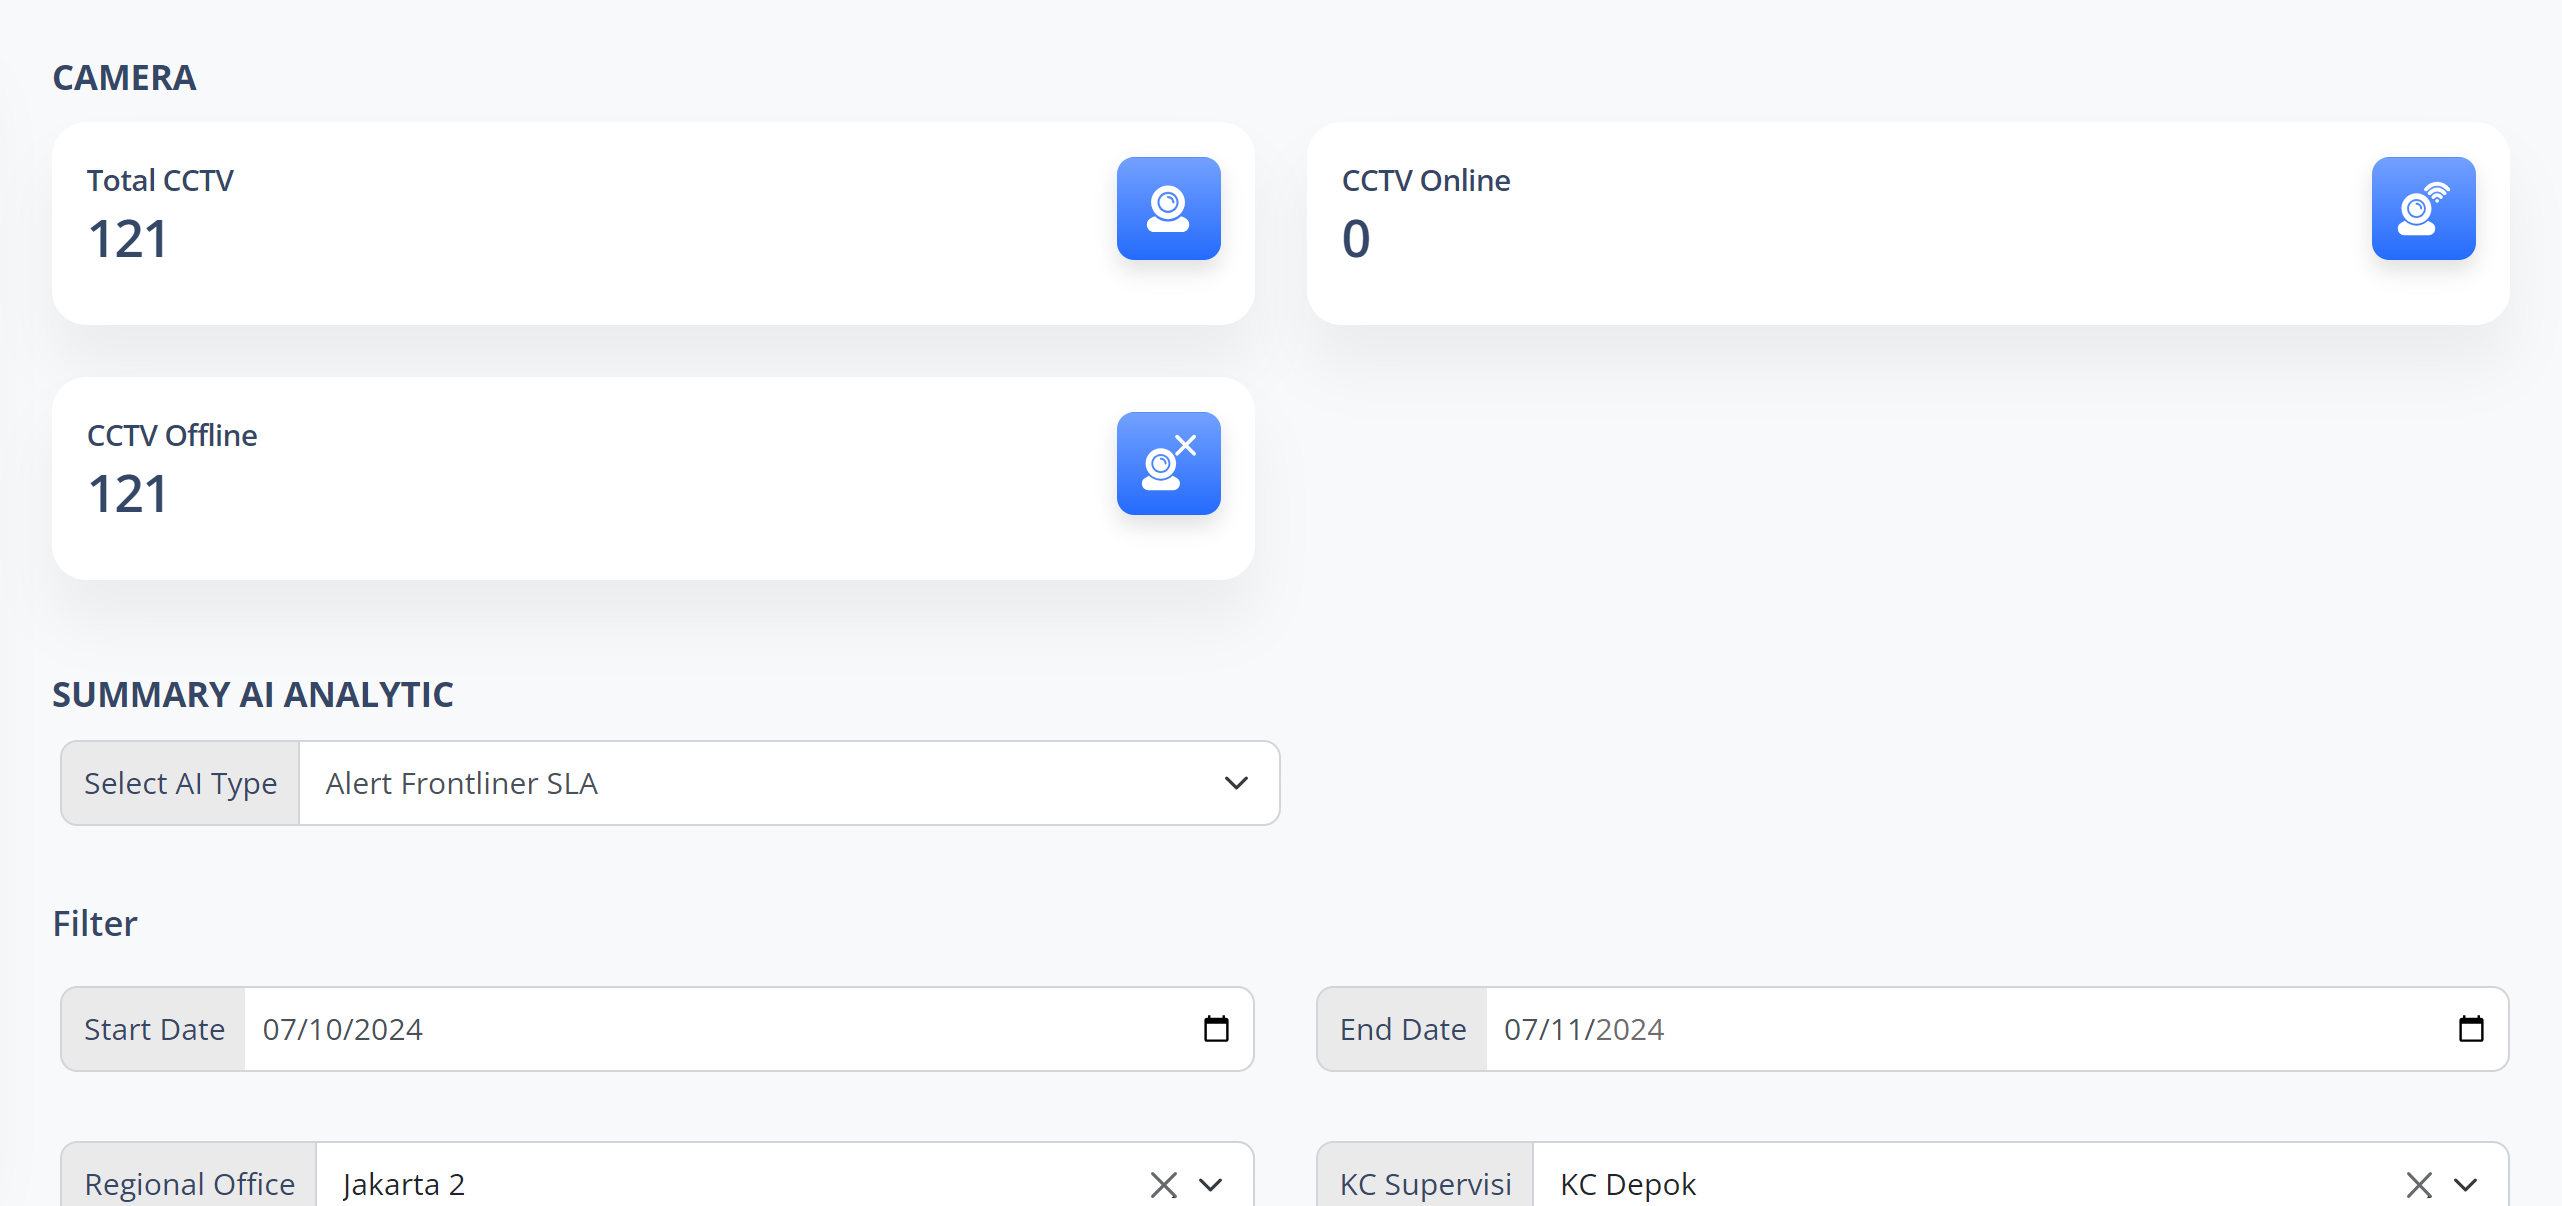 CAMERA
Total CCTV
121
CCTV Online
0
CCTV Offline
121
SUMMARY AI ANALYTIC
Select AI Type Alert Frontliner SLA
Filter
Start Date 07/10/2024
End Date 07/11/2024
Regional Office Jakarta 2
KC Supervisi KC Depok